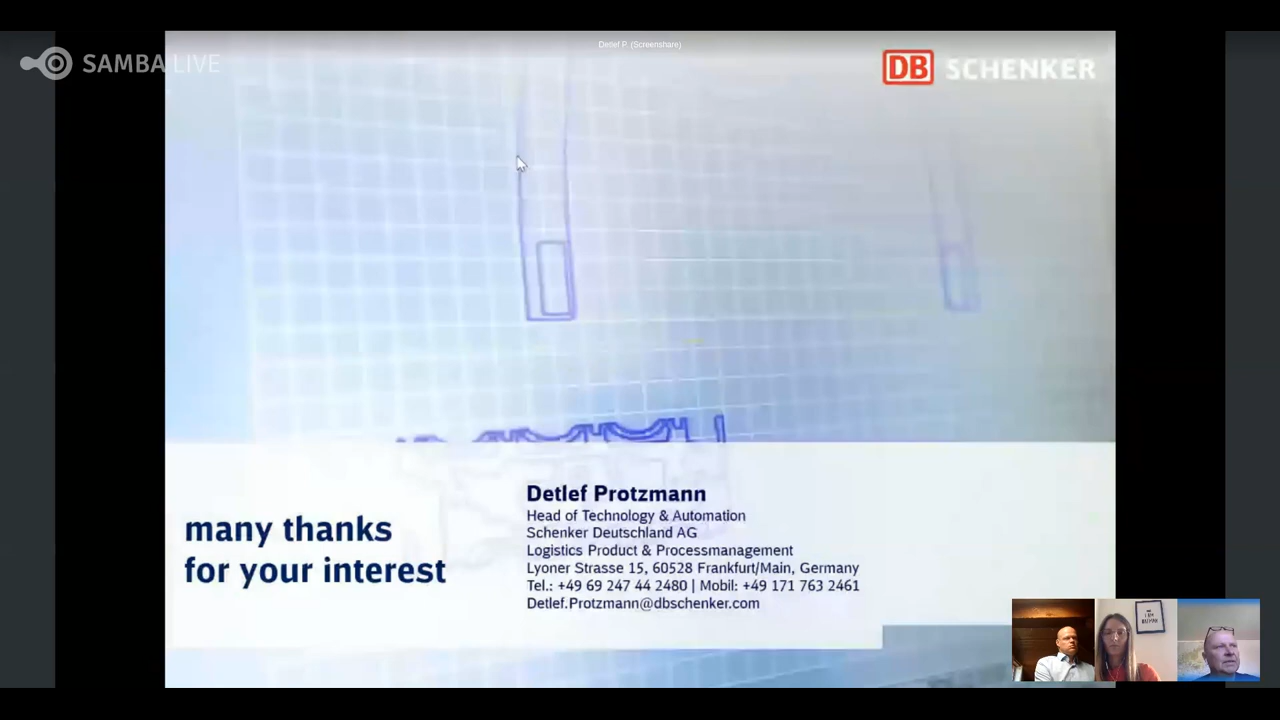 Detlef P. (Screenshare)
SAMBA LIVE
DB SCHENKER
many thanks
for your interest
Detlef Protzmann
Head of Technology & Automation
Schenker Deutschland AG
Logistics Product & Processmanagement
Lyoner Strasse 15, 60528 Frankfurt/Main, Germany
Tel.: +49 69 247 44 2480 | Mobil: +49 171 763 2461
Detlef.Protzmann@dbschenker.com